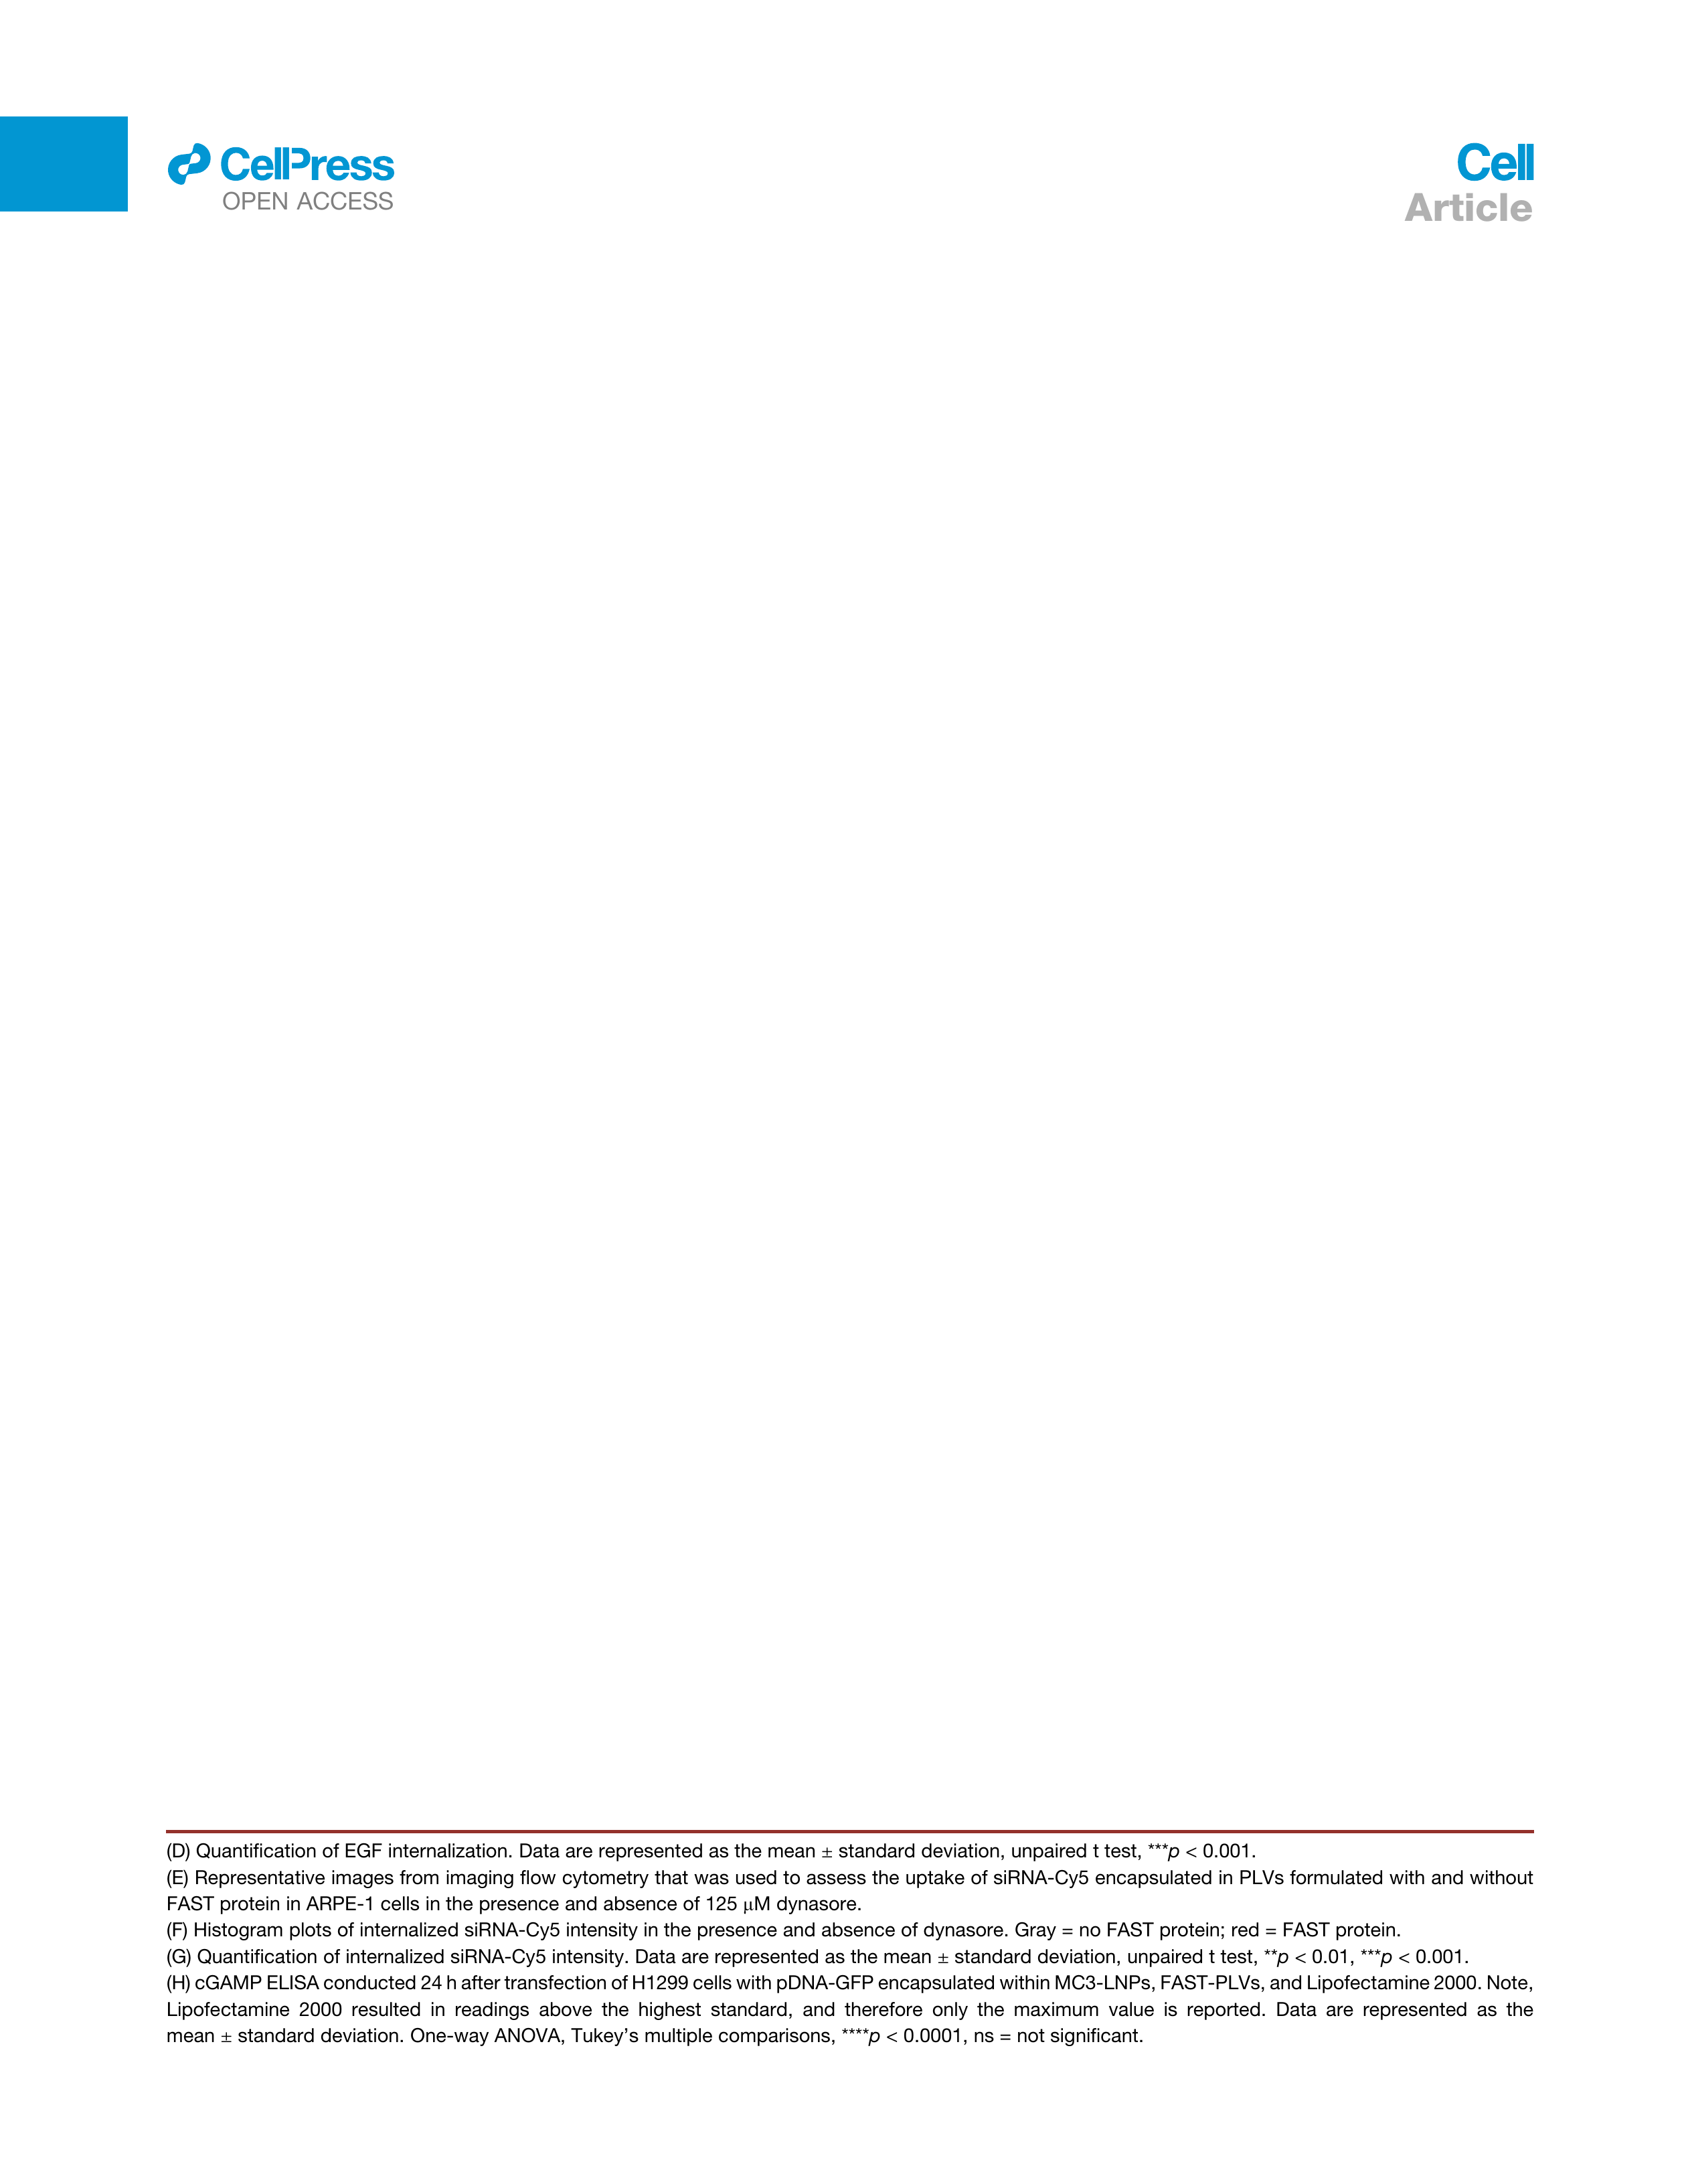 CellPress
OPEN ACCESS
Cell
Article
(D) Quantification of EGF internalization. Data are represented as the mean ± standard deviation, unpaired t test, ***p < 0.001.
(E) Representative images from imaging flow cytometry that was used to assess the uptake of siRNA-Cy5 encapsulated in PLVs formulated with and without
FAST protein in ARPE-1 cells in the presence and absence of 125 μM dynasore.
(F) Histogram plots of internalized siRNA-Cy5 intensity in the presence and absence of dynasore. Gray = no FAST protein; red = FAST protein.
(G) Quantification of internalized siRNA-Cy5 intensity. Data are represented as the mean ± standard deviation, unpaired t test, **p < 0.01, ***p < 0.001.
(H) cGAMP ELISA conducted 24 h after transfection of H1299 cells with pDNA-GFP encapsulated within MC3-LNPs, FAST-PLVs, and Lipofectamine 2000. Note,
Lipofectamine 2000 resulted in readings above the highest standard, and therefore only the maximum value is reported. Data are represented as the
mean ± standard deviation. One-way ANOVA, Tukey’s multiple comparisons, ****p < 0.0001, ns = not significant.